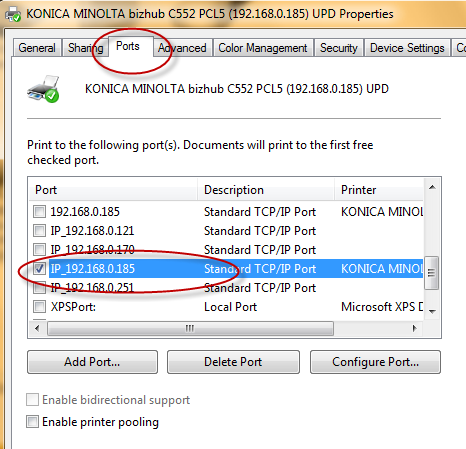 KONICA MINOLTA bizhub C552 PCL5 (192.168.0.185) UPD Properties
General Sharing Ports Advanced Color Management Security Device Settings Co
KONICA MINOLTA bizhub C552 PCL5 (192.168.0.185) UPD
Print to the following port(s). Documents will print to the first free
checked port.
Port Description Printer
192.168.0.185 Standard TCP/IP Port KONICA MINOL
IP_192.168.0.121 Standard TCP/IP Port
IP_192.168.0.170 Standard TCP/IP Port
IP_192.168.0.185 Standard TCP/IP Port KONICA MINOL
IP_192.168.0.251 Standard TCP/IP Port
XPSPort: Local Port Microsoft XPS D
Add Port... Delete Port Configure Port...
Enable bidirectional support
Enable printer pooling